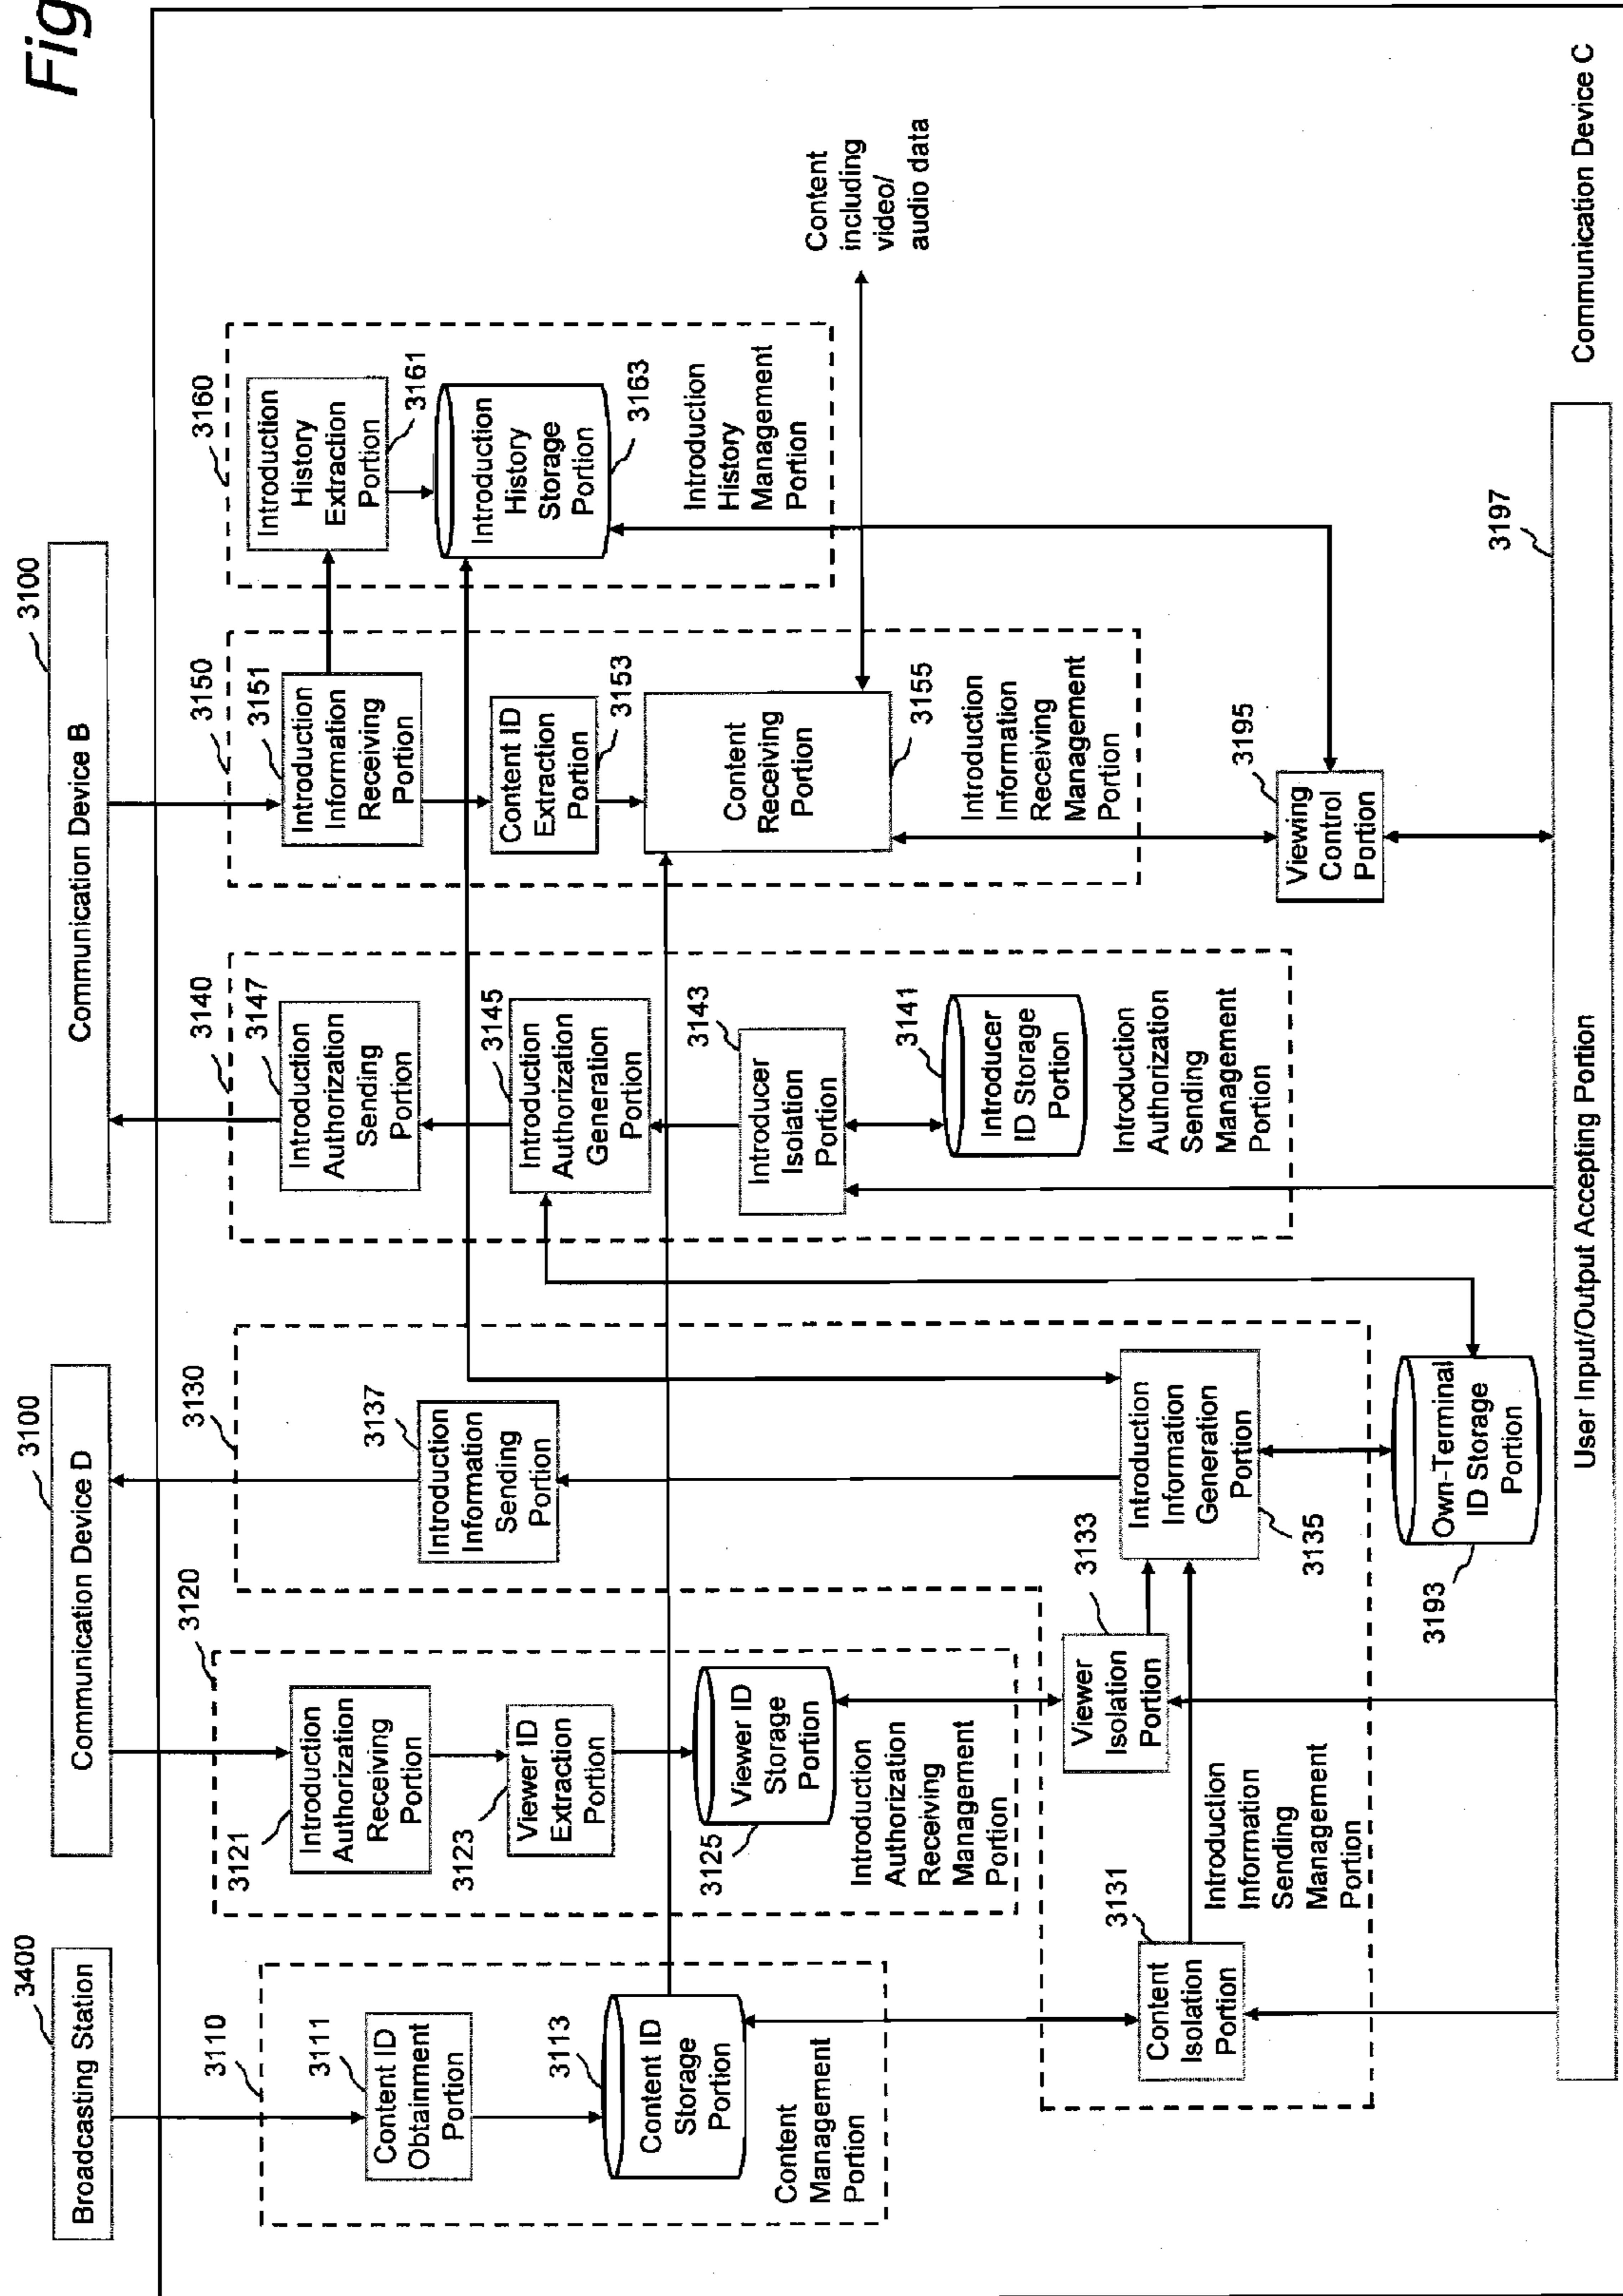 Fig
Broadcasting Station
3400
Communication Device D
3100
Communication Device B
3100
3110
3111
Content ID
Obtainment
Portion
3113
Content ID
Storage
Portion
Content
Management
Portion
3120
3121
Introduction
Authorization
Receiving
Portion
3123
Viewer ID
Extraction
Portion
3125
Viewer ID
Storage
Portion
Introduction
Authorization
Receiving
Management
Portion
3130
3137
Introduction
Information
Sending
Portion
3131
Content
Isolation
Portion
3133
Viewer
Isolation
Portion
Introduction
Information
Generation
Portion
3135
Introduction
Information
Sending
Management
Portion
3193
Own-Terminal
ID Storage
Portion
3140
3147
Introduction
Authorization
Sending
Portion
3145
Introduction
Authorization
Generation
Portion
3143
Introducer
Isolation
Portion
3141
Introducer
ID Storage
Portion
Introduction
Authorization
Sending
Management
Portion
3150
3151
Introduction
Information
Receiving
Portion
Content ID
Extraction
Portion
3153
Content
Receiving
Portion
3155
Introduction
Information
Receiving
Management
Portion
3160
Introduction
History
Extraction
Portion
3161
Introduction
History
Storage
Portion
3163
Introduction
History
Management
Portion
Content
including
video/
audio data
3195
Viewing
Control
Portion
3197
User Input/Output Accepting Portion
Communication Device C